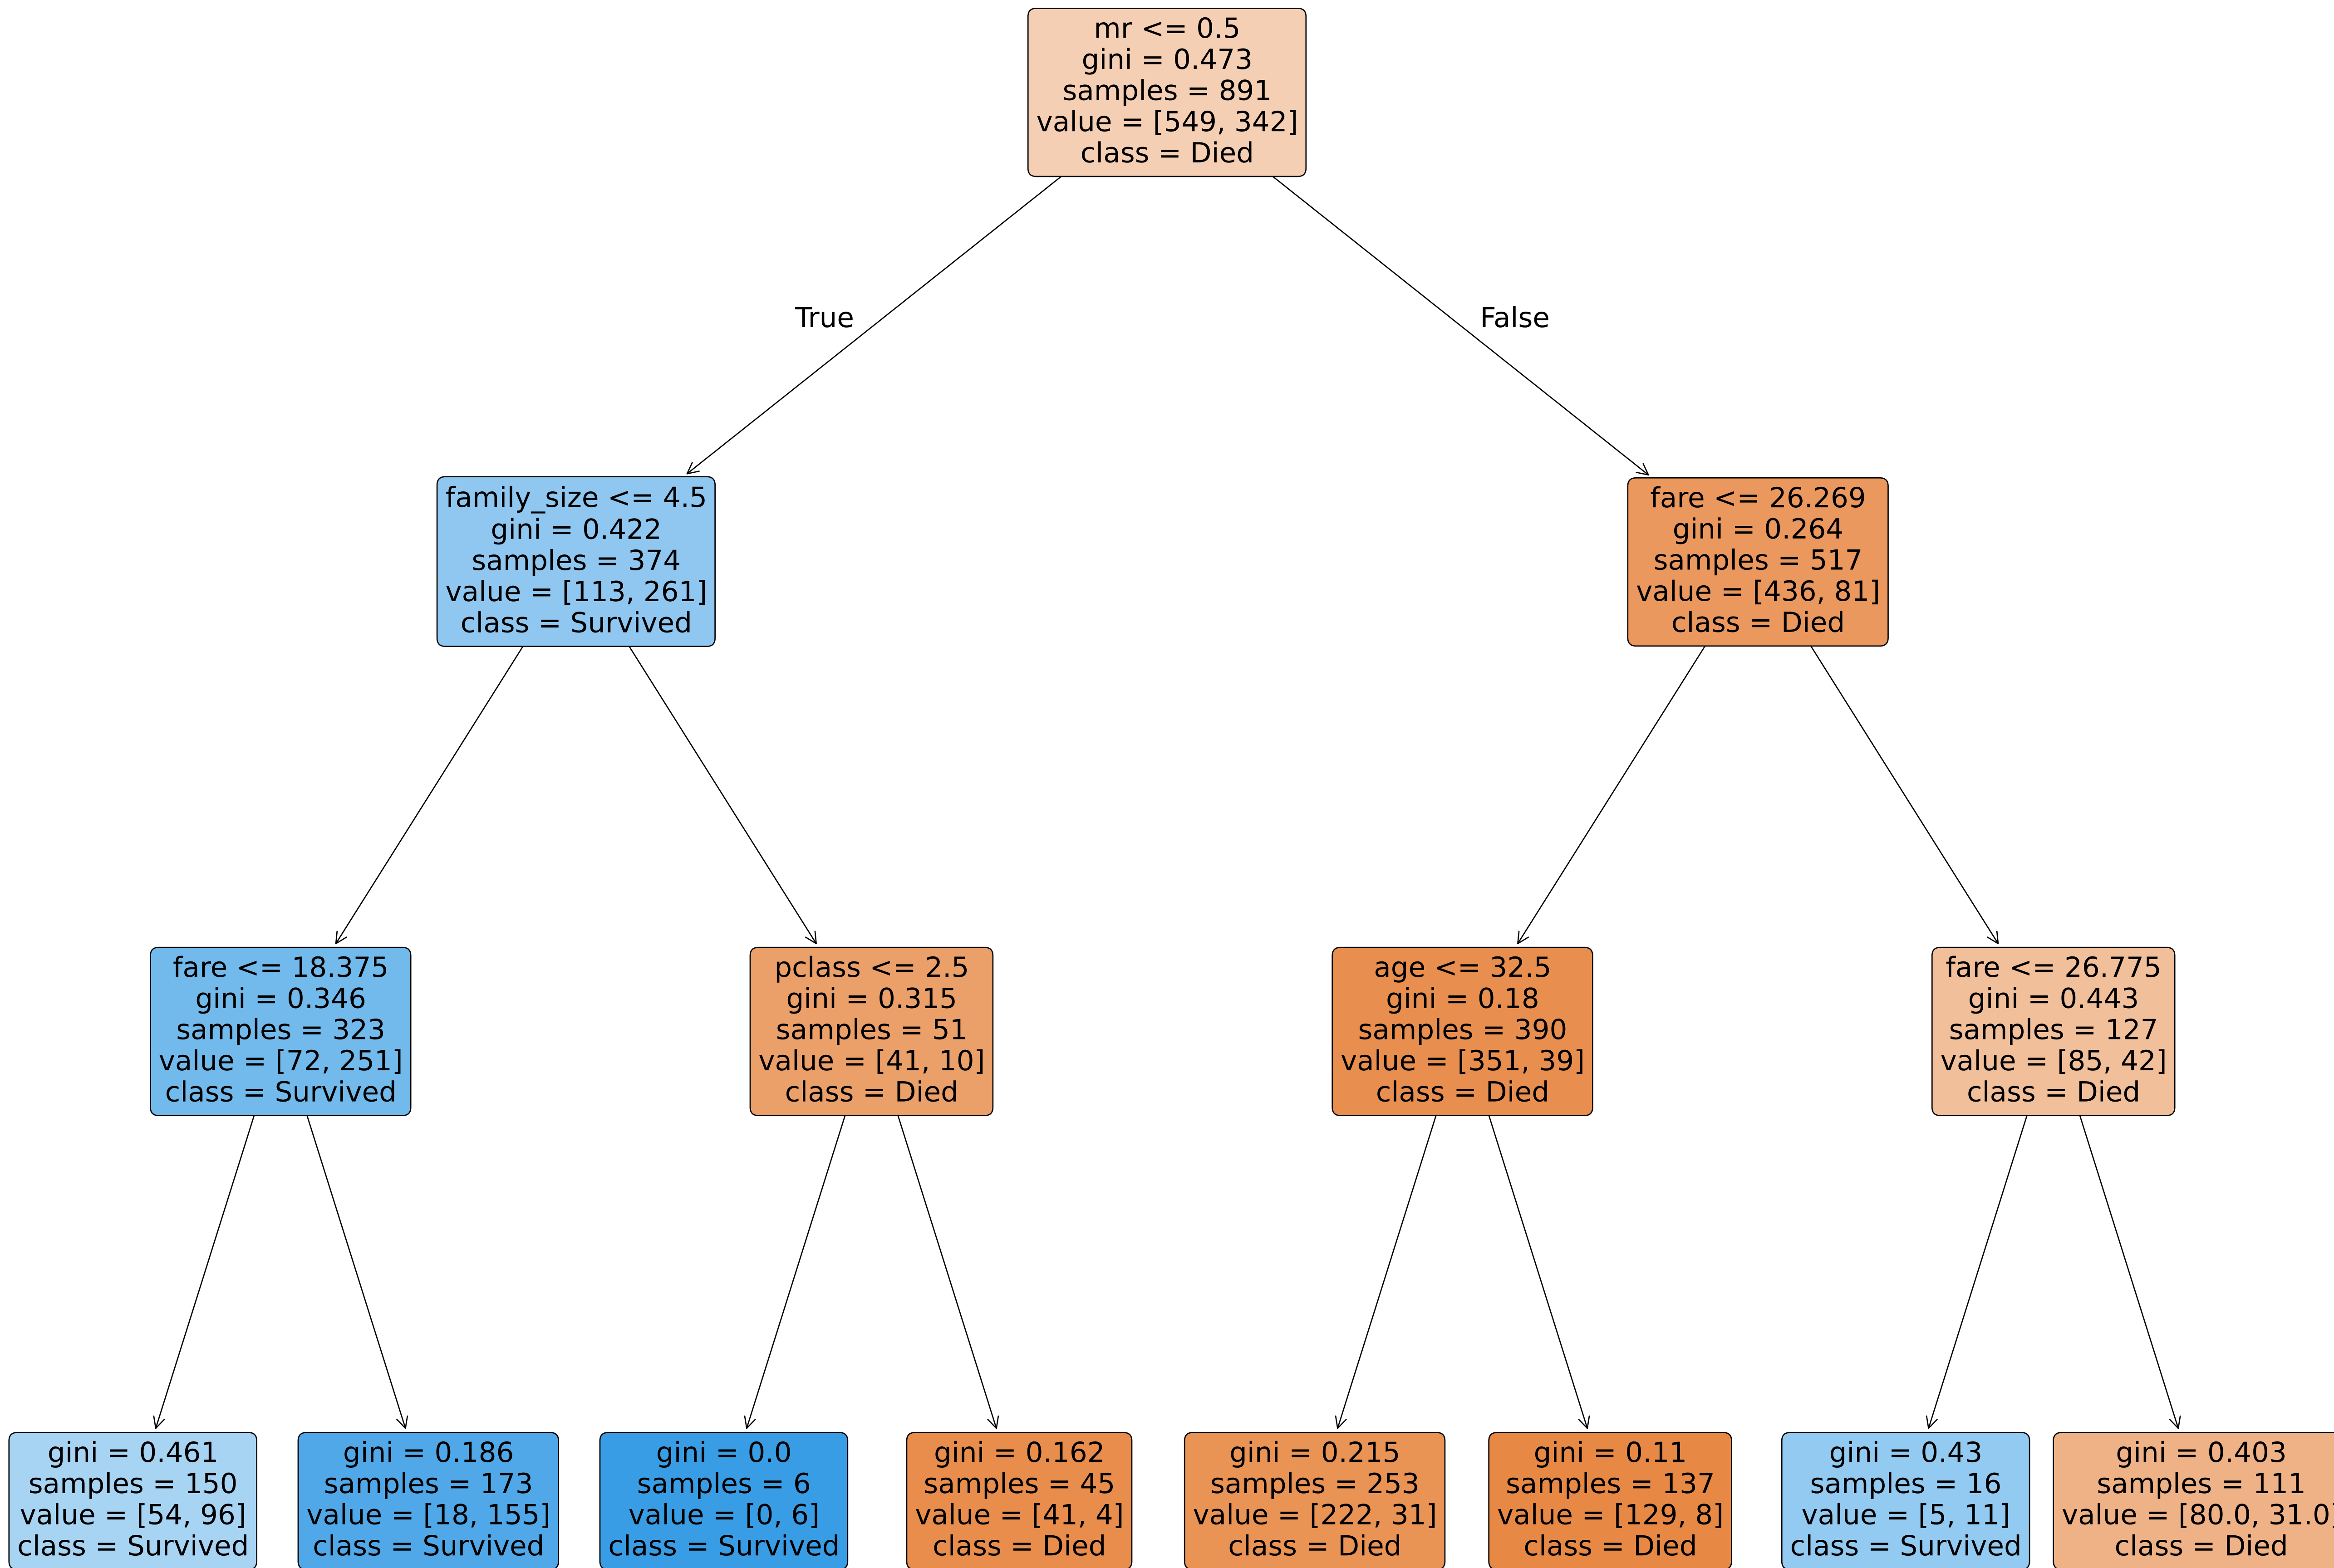 mr <= 0.5
gini = 0.473
samples = 891
value = [549, 342]
class = Died
True
False
family_size <= 4.5
gini = 0.422
samples = 374
value = [113, 261]
class = Survived
fare <= 26.269
gini = 0.264
samples = 517
value = [436, 81]
class = Died
fare <= 18.375
gini = 0.346
samples = 323
value = [72, 251]
class = Survived
pclass <= 2.5
gini = 0.315
samples = 51
value = [41, 10]
class = Died
age <= 32.5
gini = 0.18
samples = 390
value = [351, 39]
class = Died
fare <= 26.775
gini = 0.443
samples = 127
value = [85, 42]
class = Died
gini = 0.461
samples = 150
value = [54, 96]
class = Survived
gini = 0.186
samples = 173
value = [18, 155]
class = Survived
gini = 0.0
samples = 6
value = [0, 6]
class = Survived
gini = 0.162
samples = 45
value = [41, 4]
class = Died
gini = 0.215
samples = 253
value = [222, 31]
class = Died
gini = 0.11
samples = 137
value = [129, 8]
class = Died
gini = 0.43
samples = 16
value = [5, 11]
class = Survived
gini = 0.403
samples = 111
value = [80.0, 31.0]
class = Died